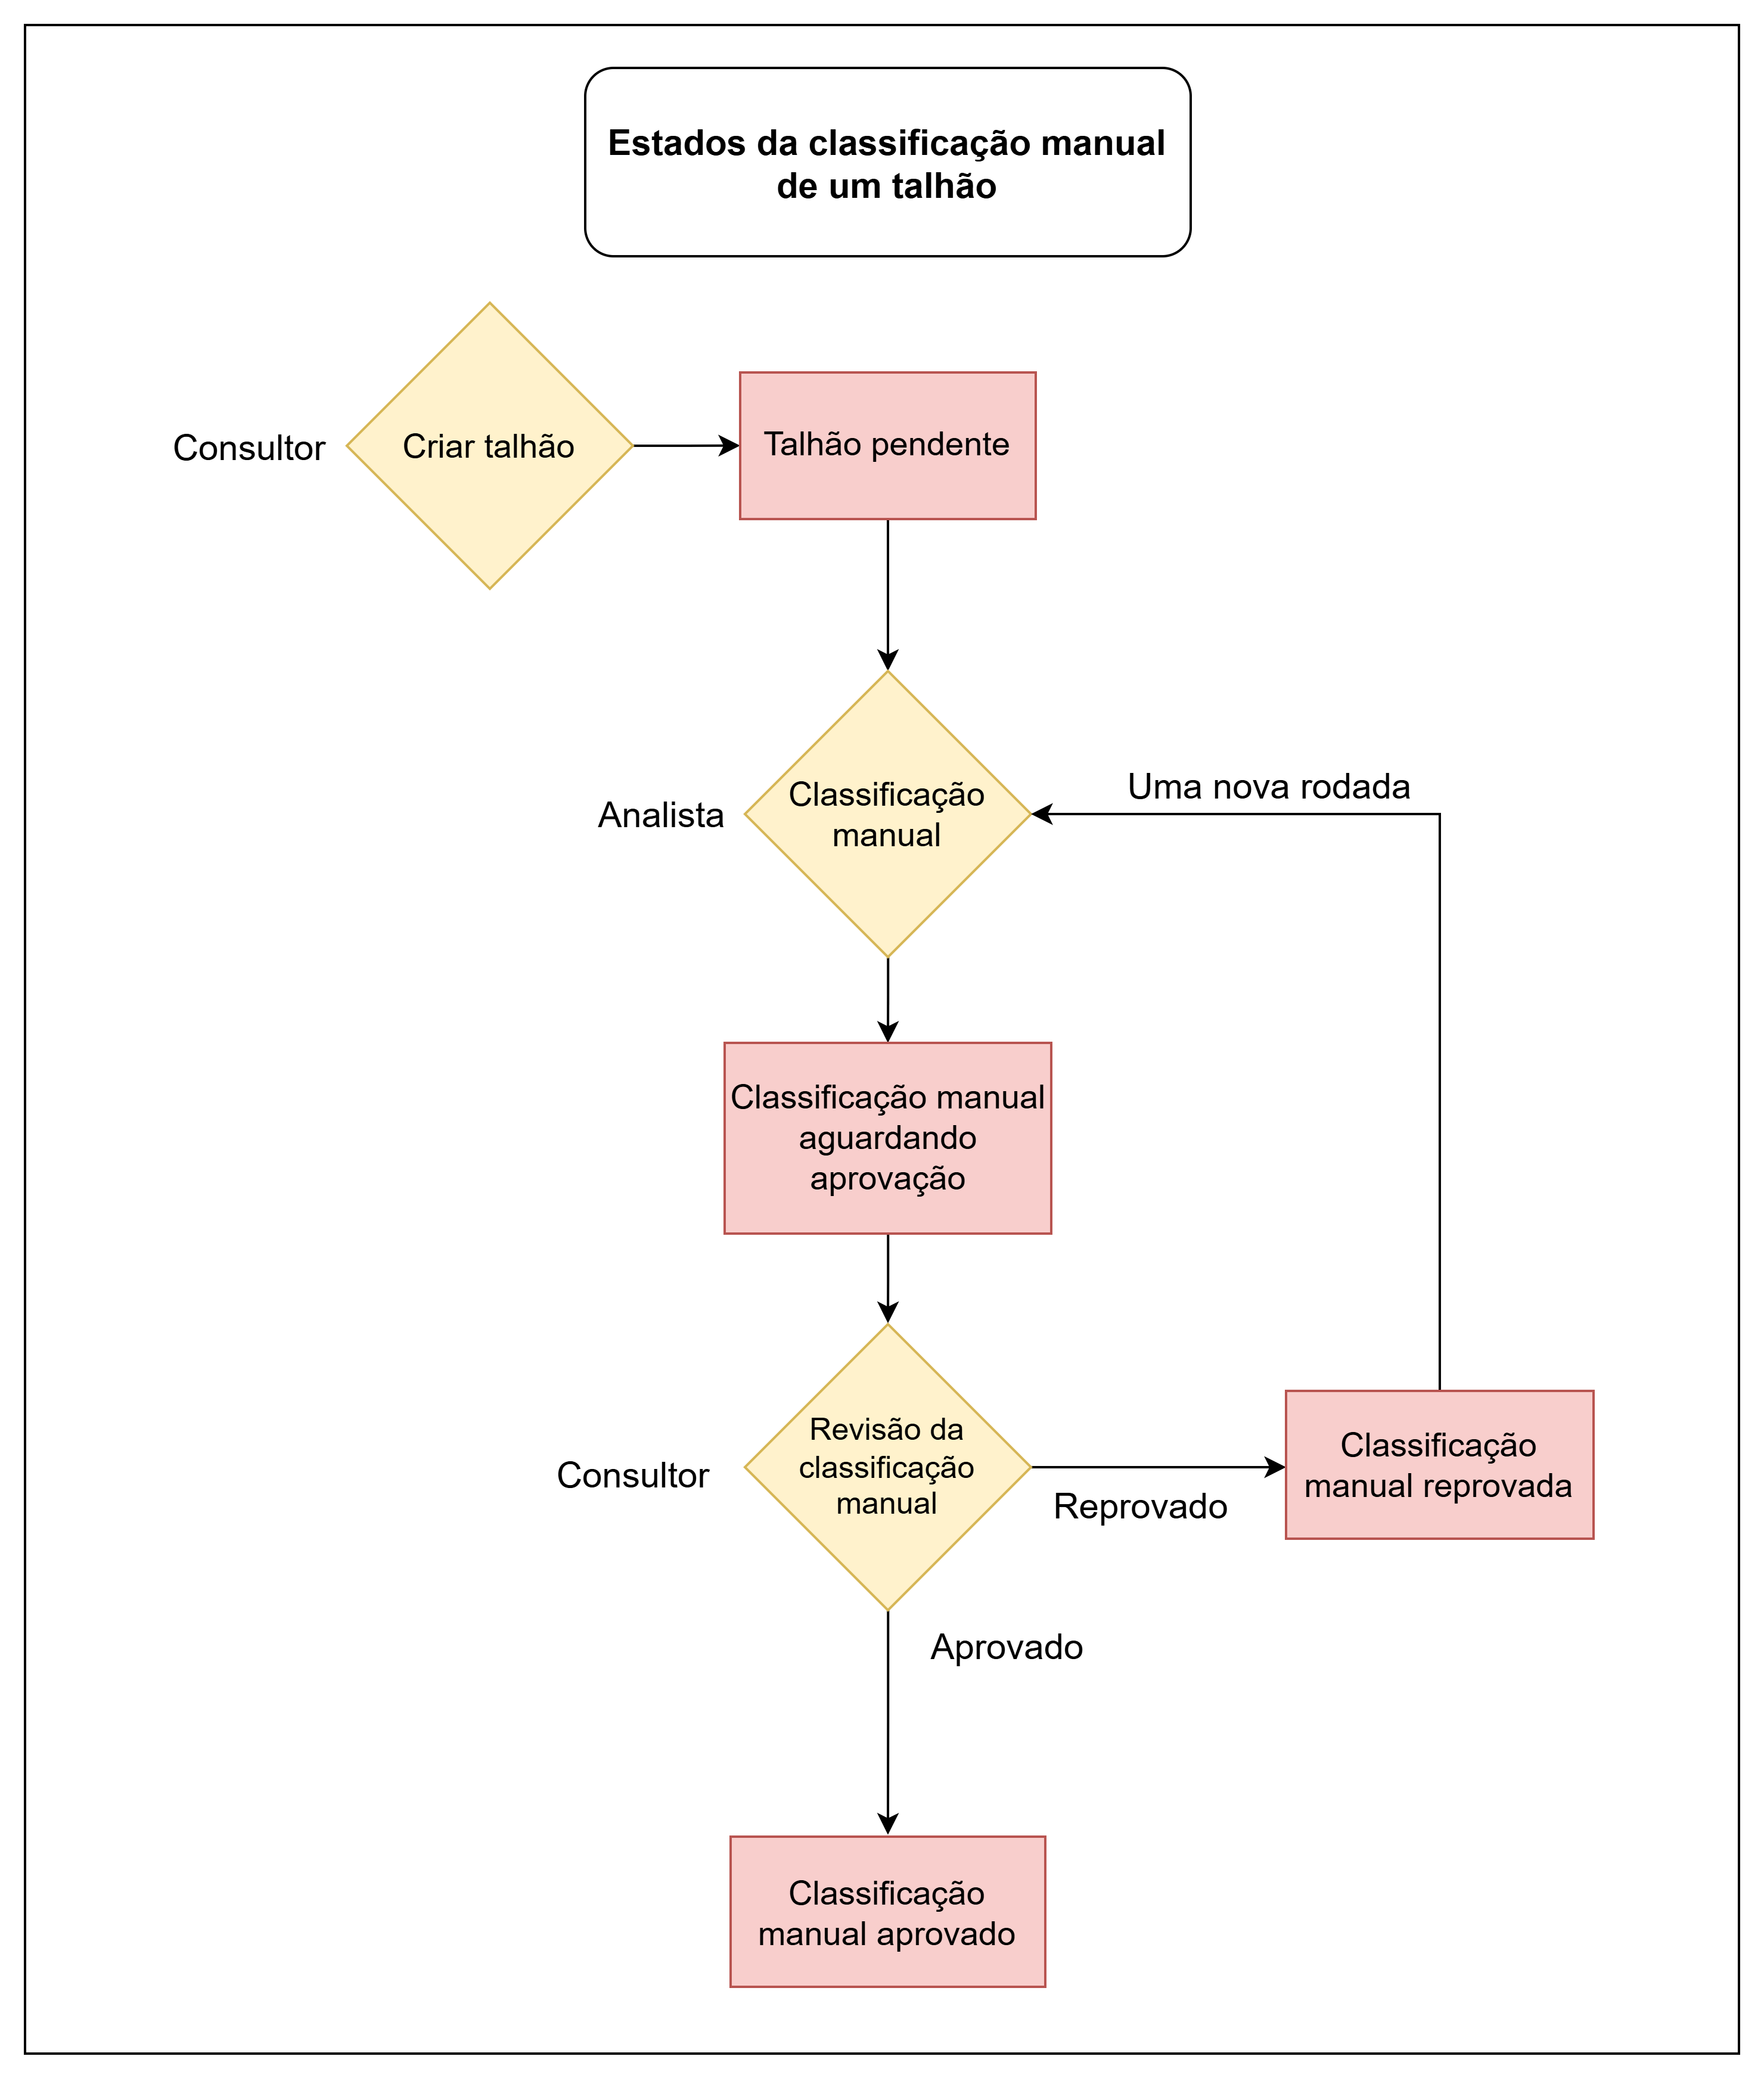 Estados da classificação manual
de um talhão
Consultor
Criar talhão
Talhão pendente
Analista
Classificação
manual
Uma nova rodada
Classificação manual
aguardando
aprovação
Consultor
Revisão da
classificação
manual
Reprovado
Classificação
manual reprovada
Aprovado
Classificação
manual aprovado